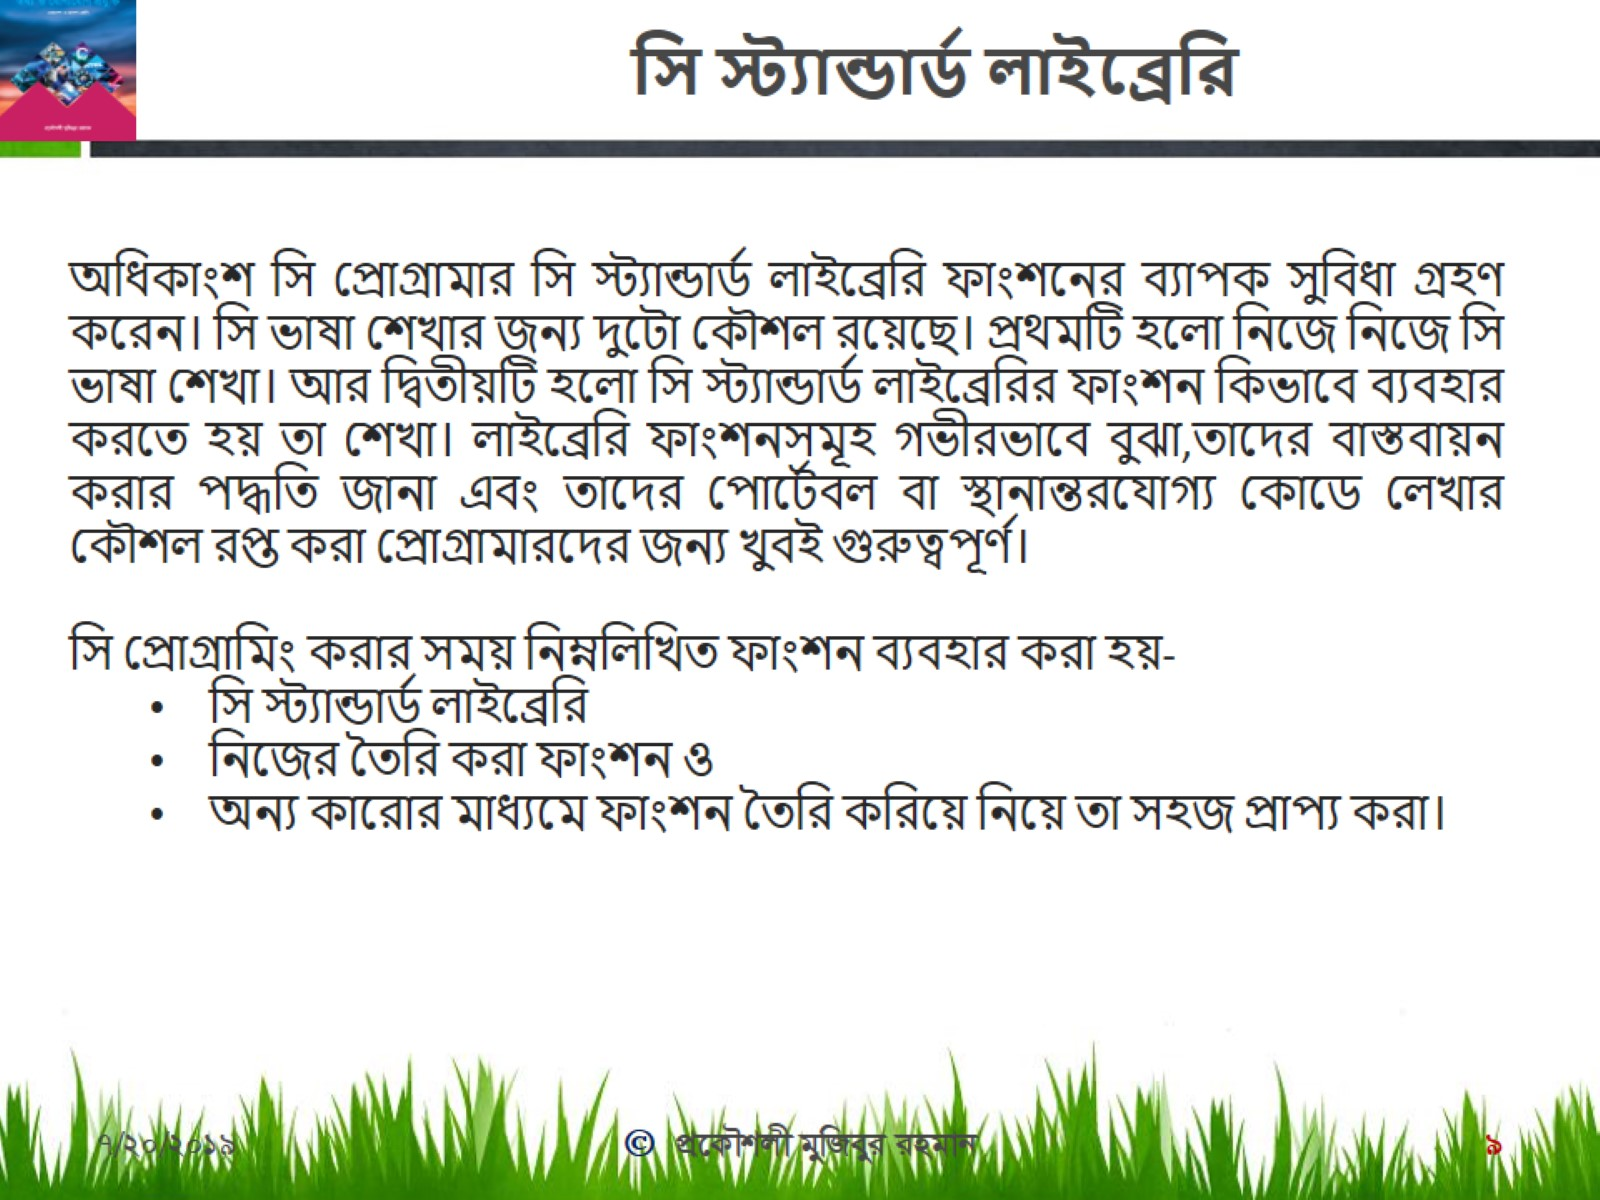 সি স্ট্যান্ডার্ড লাইব্রেরি
অধিকাংশ সি প্রোগ্রামার সি স্ট্যান্ডার্ড লাইব্রেরি ফাংশনের ব্যাপক সুবিধা গ্রহণ
করেন। সি ভাষা শেখার জন্য দুটো কৌশল রয়েছে। প্রথমটি হলো নিজে নিজে সি
ভাষা শেখা। আর দ্বিতীয়টি হলো সি স্ট্যান্ডার্ড লাইব্রেরির ফাংশন কিভাবে ব্যবহার
করতে হয় তা শেখা। লাইব্রেরি ফাংশনসমূহ গভীরভাবে বুঝা,তাদের বাস্তবায়ন
করার পদ্ধতি জানা এবং তাদের পোর্টেবল বা স্থানান্তরযোগ্য কোডে লেখার
কৌশল রপ্ত করা প্রোগ্রামারদের জন্য খুবই গুরুত্বপূর্ণ।
সি প্রোগ্রামিং করার সময় নিম্নলিখিত ফাংশন ব্যবহার করা হয়-
• সি স্ট্যান্ডার্ড লাইব্রেরি
• নিজের তৈরি করা ফাংশন ও
• অন্য কারোর মাধ্যমে ফাংশন তৈরি করিয়ে নিয়ে তা সহজ প্রাপ্য করা।
৭/২০/২০১৯ © প্রকৌশলী মুজিবুর রহমান ৯